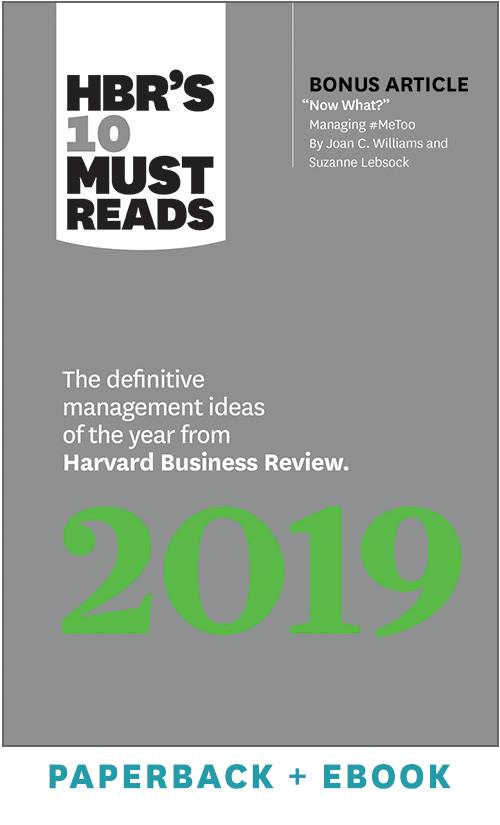 HBR'S
10
MUST
READS
BONUS ARTICLE
“Now What?”
Managing #MeToo
By Joan C. Williams and
Suzanne Lebsock
The definitive
management ideas
of the year from
Harvard Business Review.
2019
PAPERBACK + EBOOK